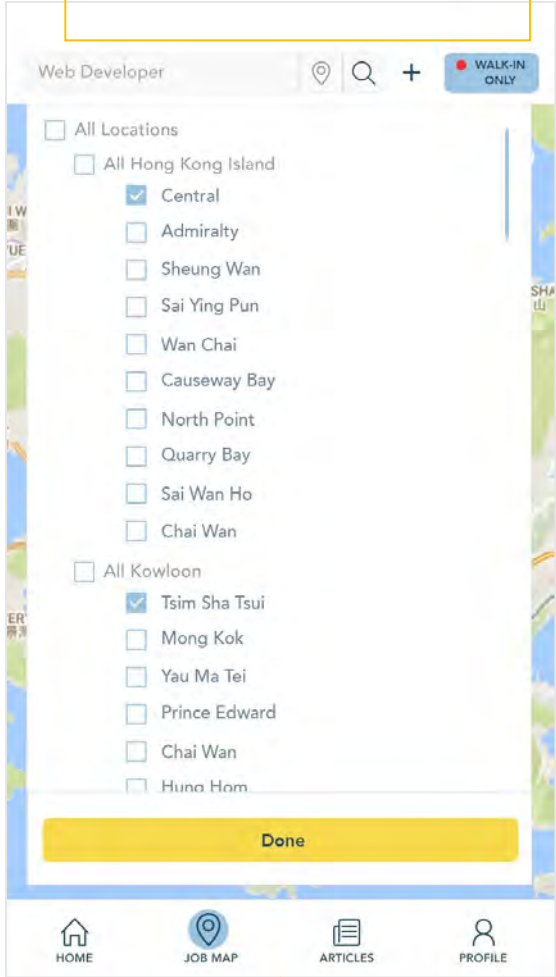 Web Developer
WALK-IN
ONLY
All Locations
All Hong Kong Island
Central
Admiralty
Sheung Wan
Sai Ying Pun
Wan Chai
Causeway Bay
North Point
Quarry Bay
Sai Wan Ho
Chai Wan
All Kowloon
Tsim Sha Tsui
Mong Kok
Yau Ma Tei
Prince Edward
Chai Wan
Hung Hom
Done
HOME
JOB MAP
ARTICLES
PROFILE